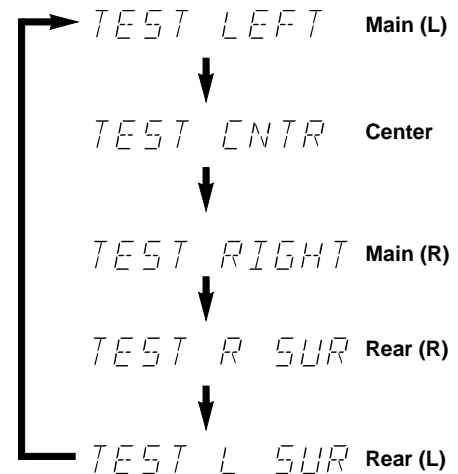 TEST LEFT Main (L)
TEST CNTR Center
TEST RIGHT Main (R)
TEST R SUR Rear (R)
TEST L SUR Rear (L)